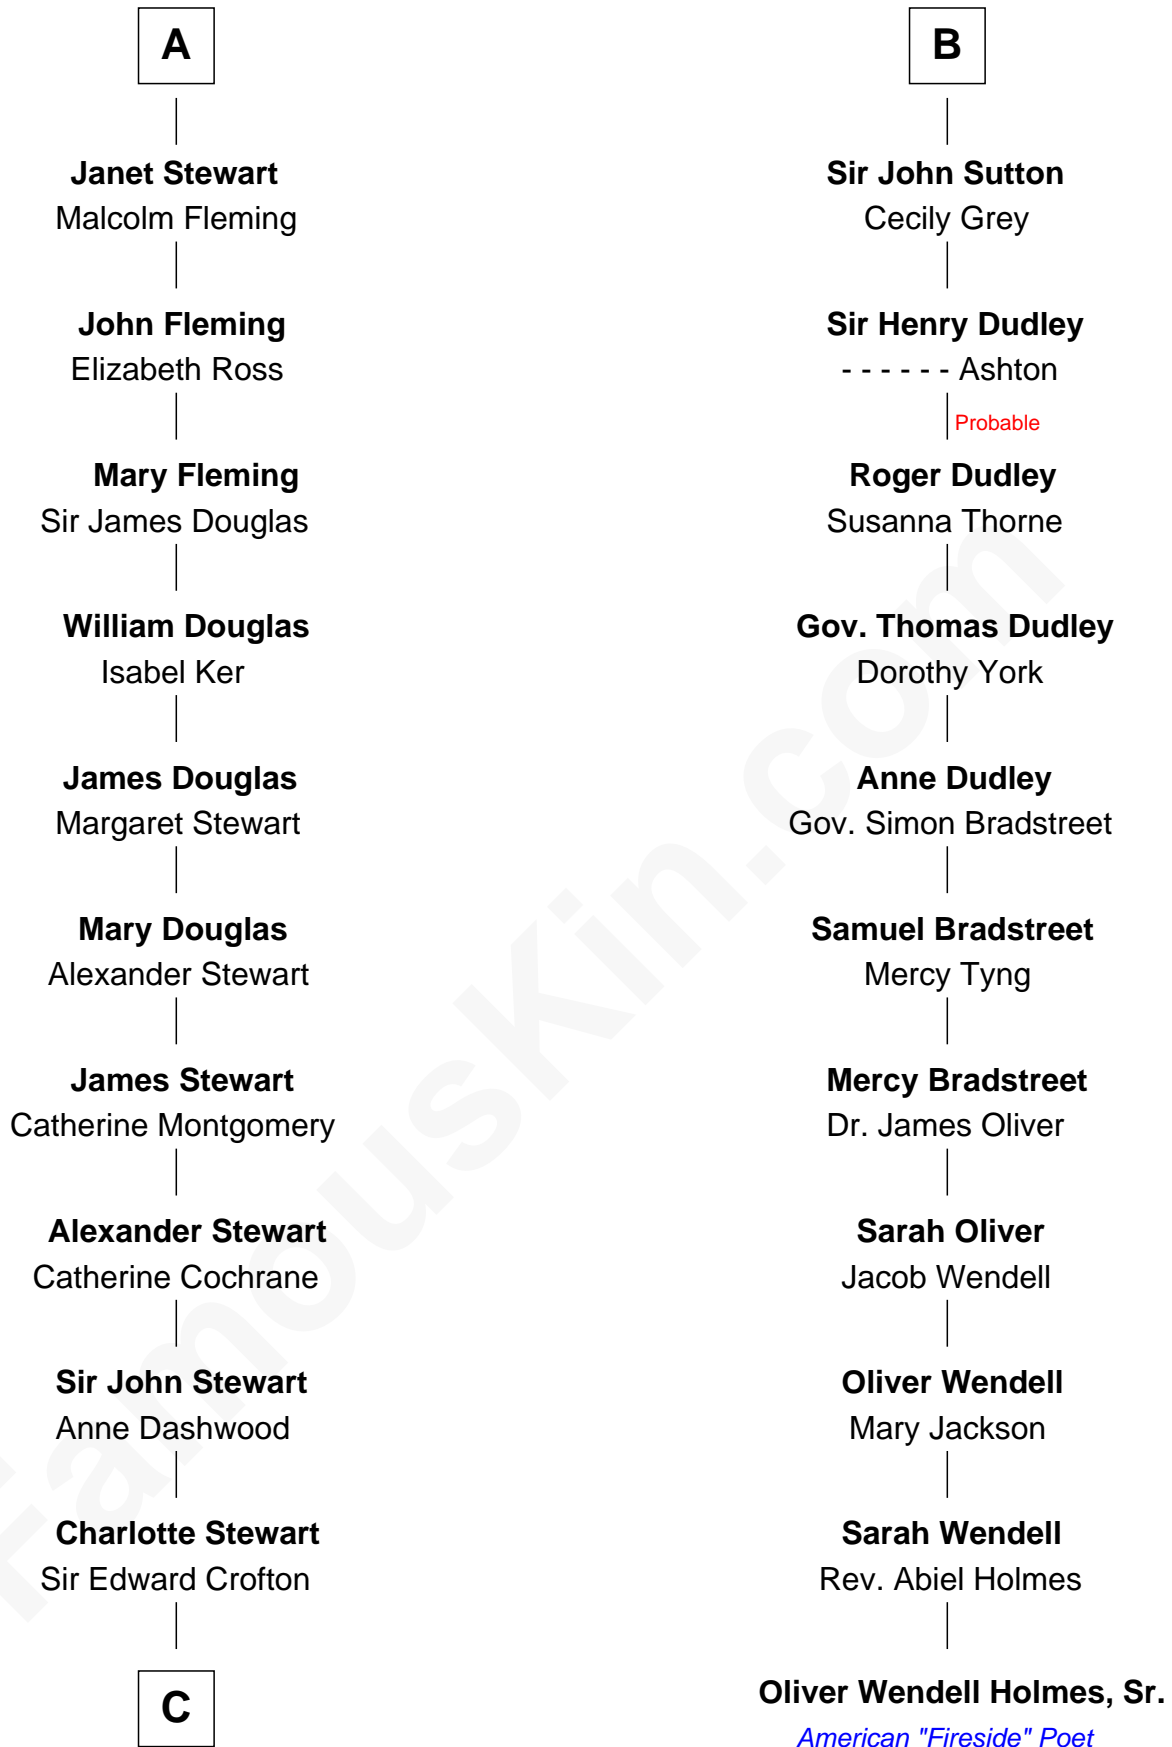 A
Janet Stewart
Malcolm Fleming
John Fleming
Elizabeth Ross
Mary Fleming
Sir James Douglas
William Douglas
Isabel Ker
James Douglas
Margaret Stewart
Mary Douglas
Alexander Stewart
James Stewart
Catherine Montgomery
Alexander Stewart
Catherine Cochrane
Sir John Stewart
Anne Dashwood
Charlotte Stewart
Sir Edward Crofton
C
B
Sir John Sutton
Cecily Grey
Sir Henry Dudley
- - - - - - Ashton
Probable
Roger Dudley
Susanna Thorne
Gov. Thomas Dudley
Dorothy York
Anne Dudley
Gov. Simon Bradstreet
Samuel Bradstreet
Mercy Tyng
Mercy Bradstreet
Dr. James Oliver
Sarah Oliver
Jacob Wendell
Oliver Wendell
Mary Jackson
Sarah Wendell
Rev. Abiel Holmes
Oliver Wendell Holmes, Sr.
American "Fireside" Poet
FamousKin.com